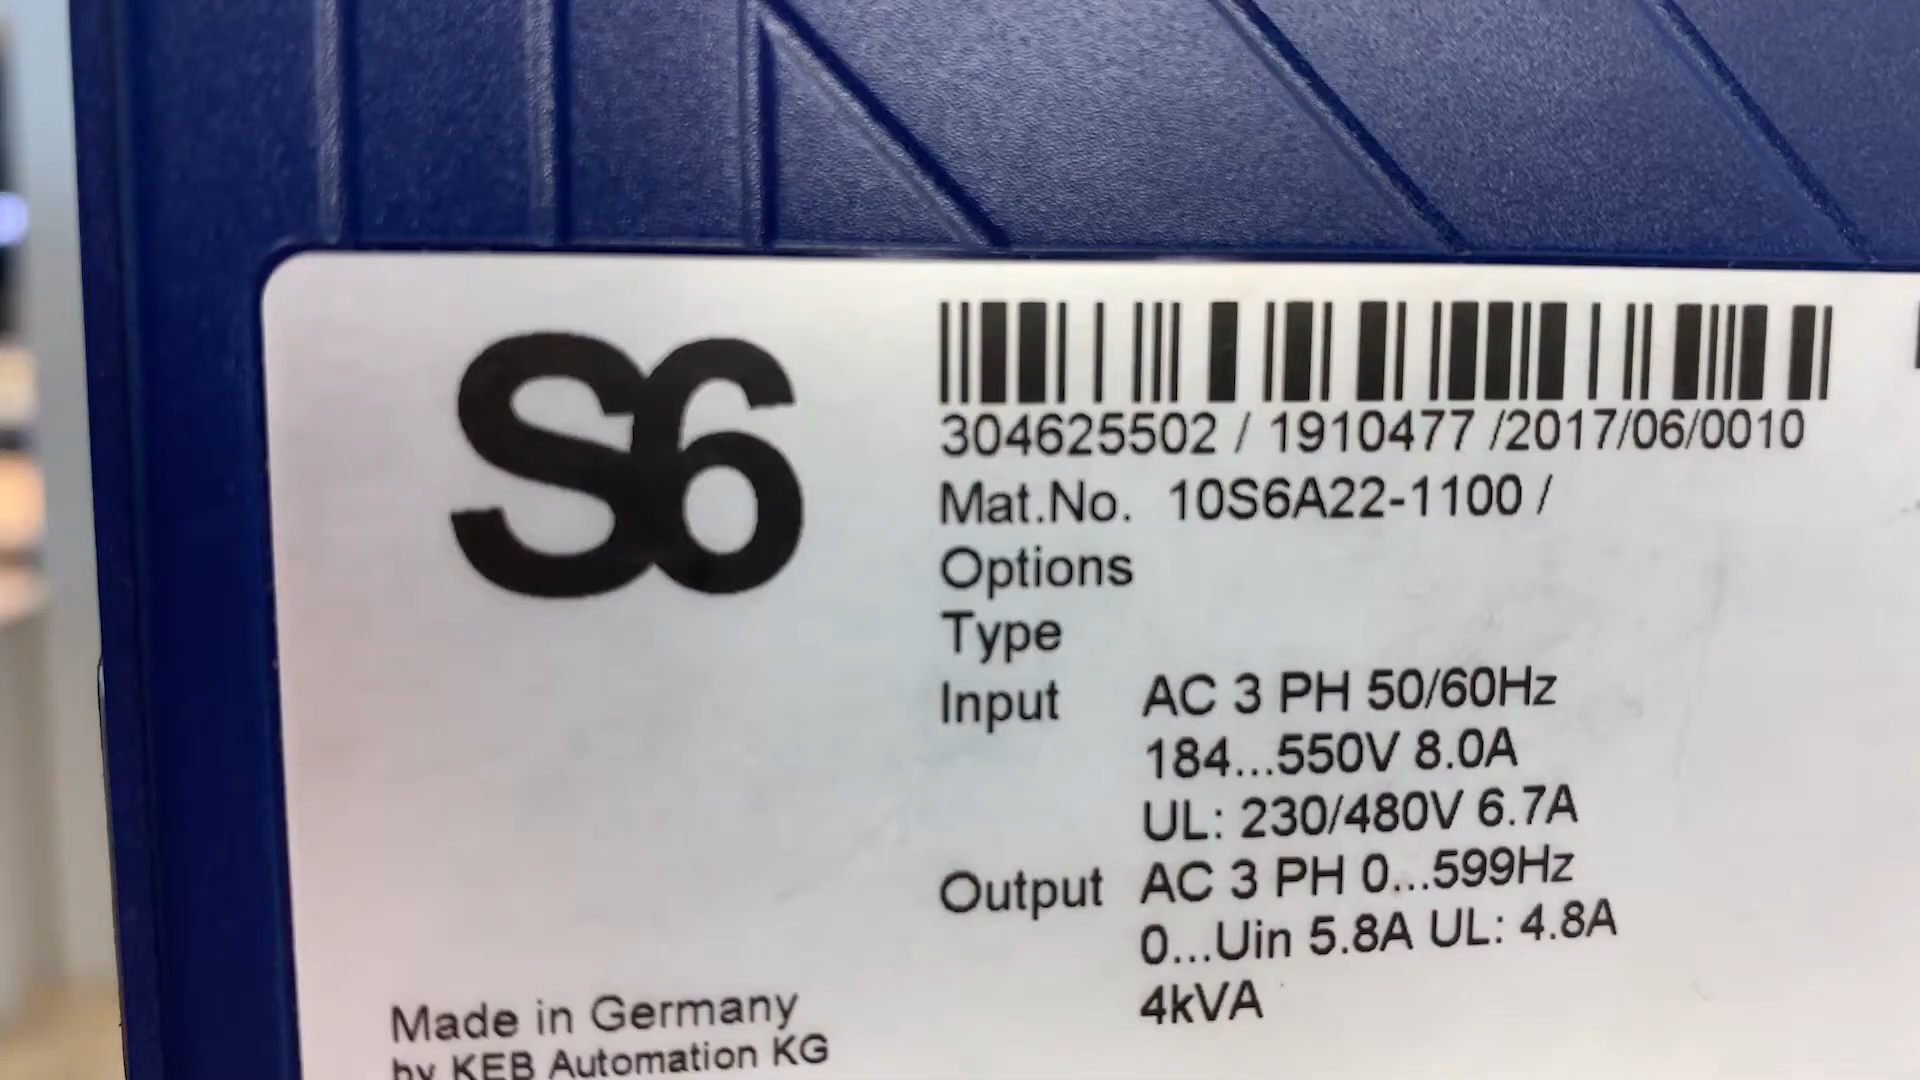 S6
304625502 / 1910477 /2017/06/0010
Mat.No. 10S6A22-1100 /
Options
Type
Input AC 3 PH 50/60Hz
184...550V 8.0A
UL: 230/480V 6.7A
Output AC 3 PH 0...599Hz
0...Uin 5.8A UL: 4.8A
4kVA
Made in Germany
by KEB Automation KG